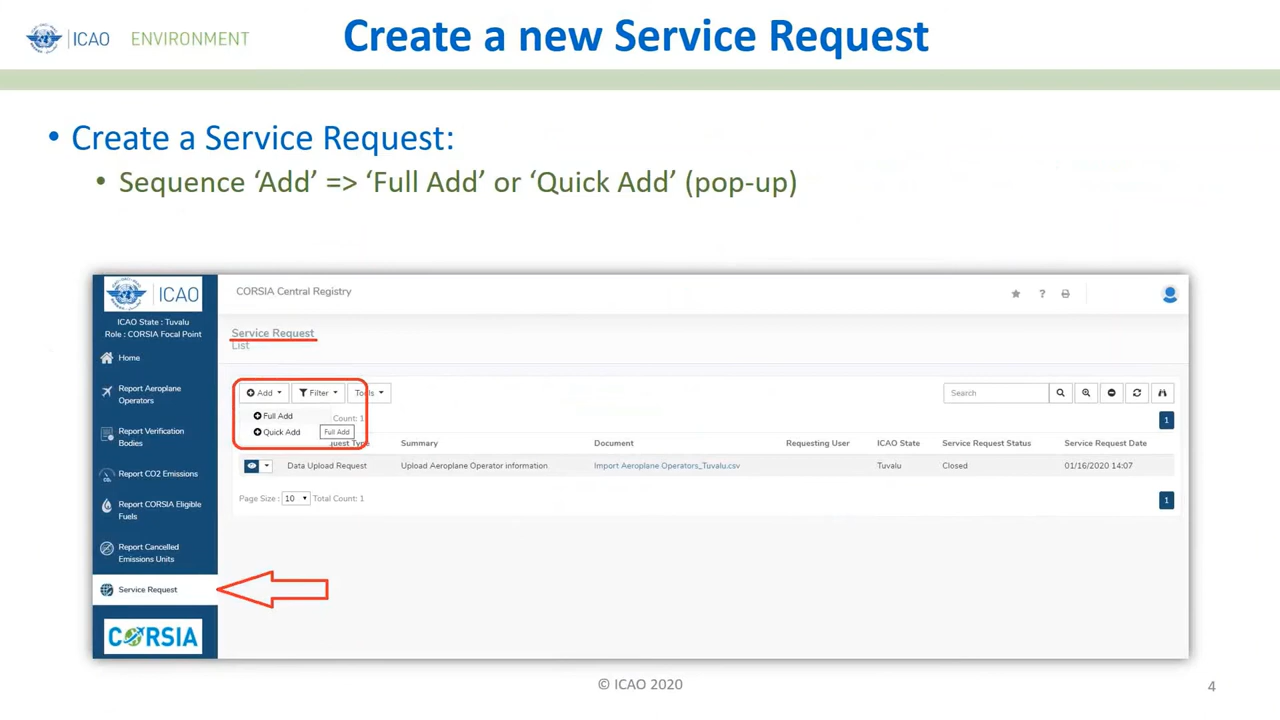 ICAO ENVIRONMENT
Create a new Service Request
• Create a Service Request:
• Sequence ‘Add’ => ‘Full Add’ or ‘Quick Add’ (pop-up)
ICAO
CORSIA Central Registry
ICAO State : Tuvalu
Role : CORSIA Focal Point
Service Request
List
Home
Report Aeroplane
Operators
Report Verification
Bodies
Report CO2 Emissions
Report CORSIA Eligible
Fuels
Report Cancelled
Emissions Units
Service Request
CORSIA
Add Filter Tools Search
Full Add Count: 1 1
Quick Add Full Add
quest Type Summary Document Requesting User ICAO State Service Request Status Service Request Date
Data Upload Request Upload Aeroplane Operator information Import Aeroplane Operators_Tuvalu.csv Tuvalu Closed 01/16/2020 14:07
Page Size : 10 Total Count: 1 1
© ICAO 2020
4